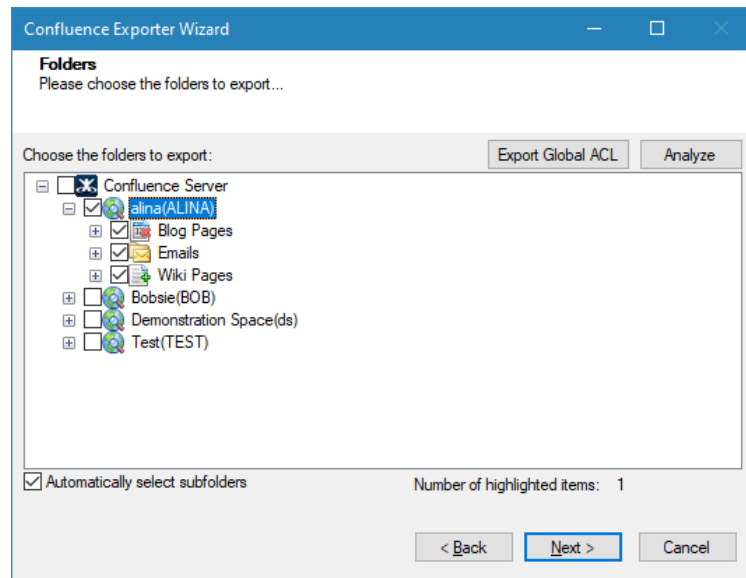 Confluence Exporter Wizard
Folders
Please choose the folders to export...
Choose the folders to export:
Export Global ACL
Analyze
Confluence Server
alina(ALINA)
Blog Pages
Emails
Wiki Pages
Bobsie(BOB)
Demonstration Space(ds)
Test(TEST)
Automatically select subfolders
Number of highlighted items: 1
< Back
Next >
Cancel